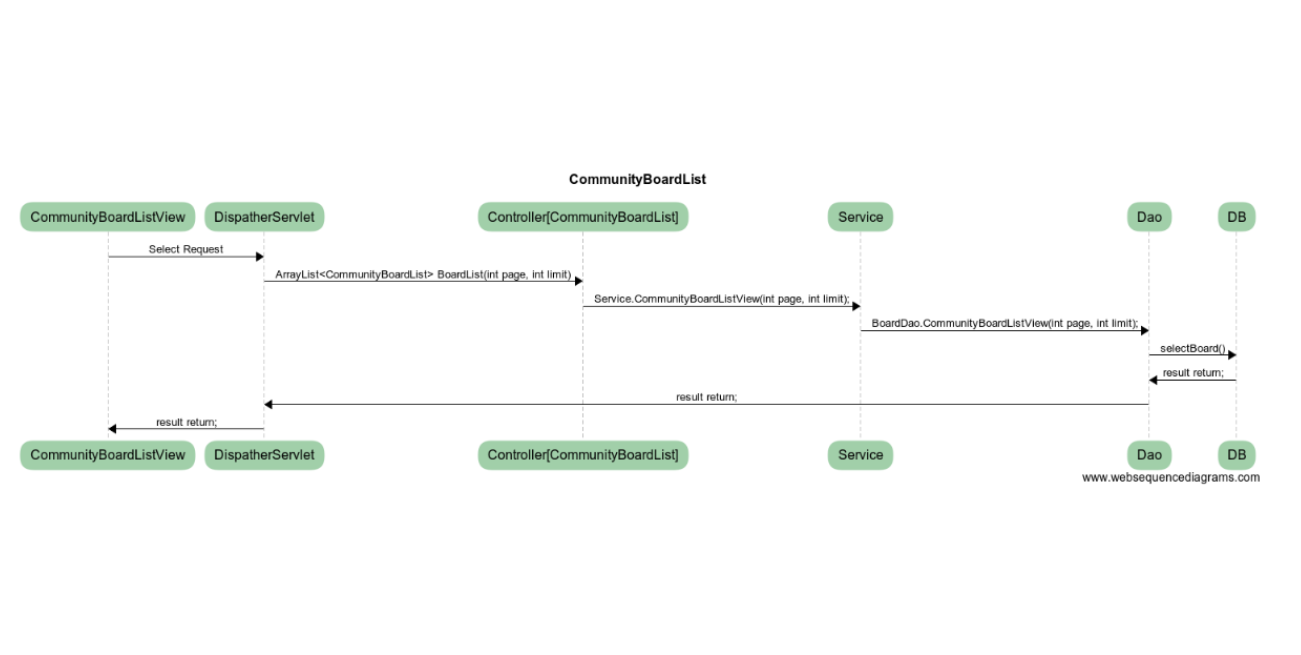 CommunityBoardList
CommunityBoardListView DispatherServlet Controller[CommunityBoardList] Service Dao DB
Select Request
ArrayList<CommunityBoardList> BoardList(int page, int limit)
Service.CommunityBoardListView(int page, int limit);
BoardDao.CommunityBoardListView(int page, int limit);
selectBoard()
result return;
result return;
result return;
CommunityBoardListView DispatherServlet Controller[CommunityBoardList] Service Dao DB
www.websequencediagrams.com